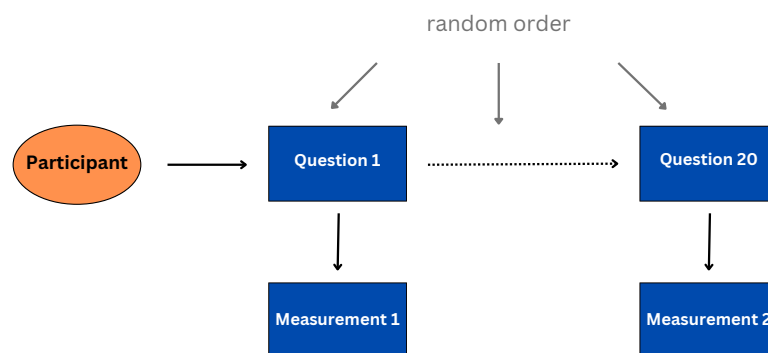 random order
Participant
Question 1
Question 20
Measurement 1
Measurement 2